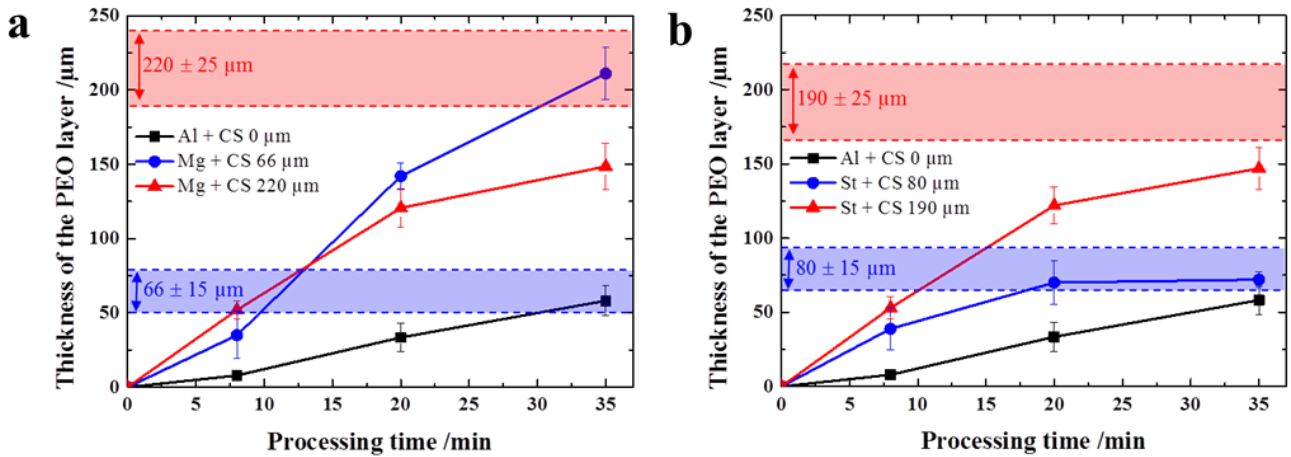 a
Thickness of the PEO layer /µm
250
200
150
100
50
0
220 ± 25 µm
Al + CS 0 µm
Mg + CS 66 µm
Mg + CS 220 µm
66 ± 15 µm
0 5 10 15 20 25 30 35
Processing time /min
b
Thickness of the PEO layer /µm
250
200
150
100
50
0
190 ± 25 µm
Al + CS 0 µm
St + CS 80 µm
St + CS 190 µm
80 ± 15 µm
0 5 10 15 20 25 30 35
Processing time /min